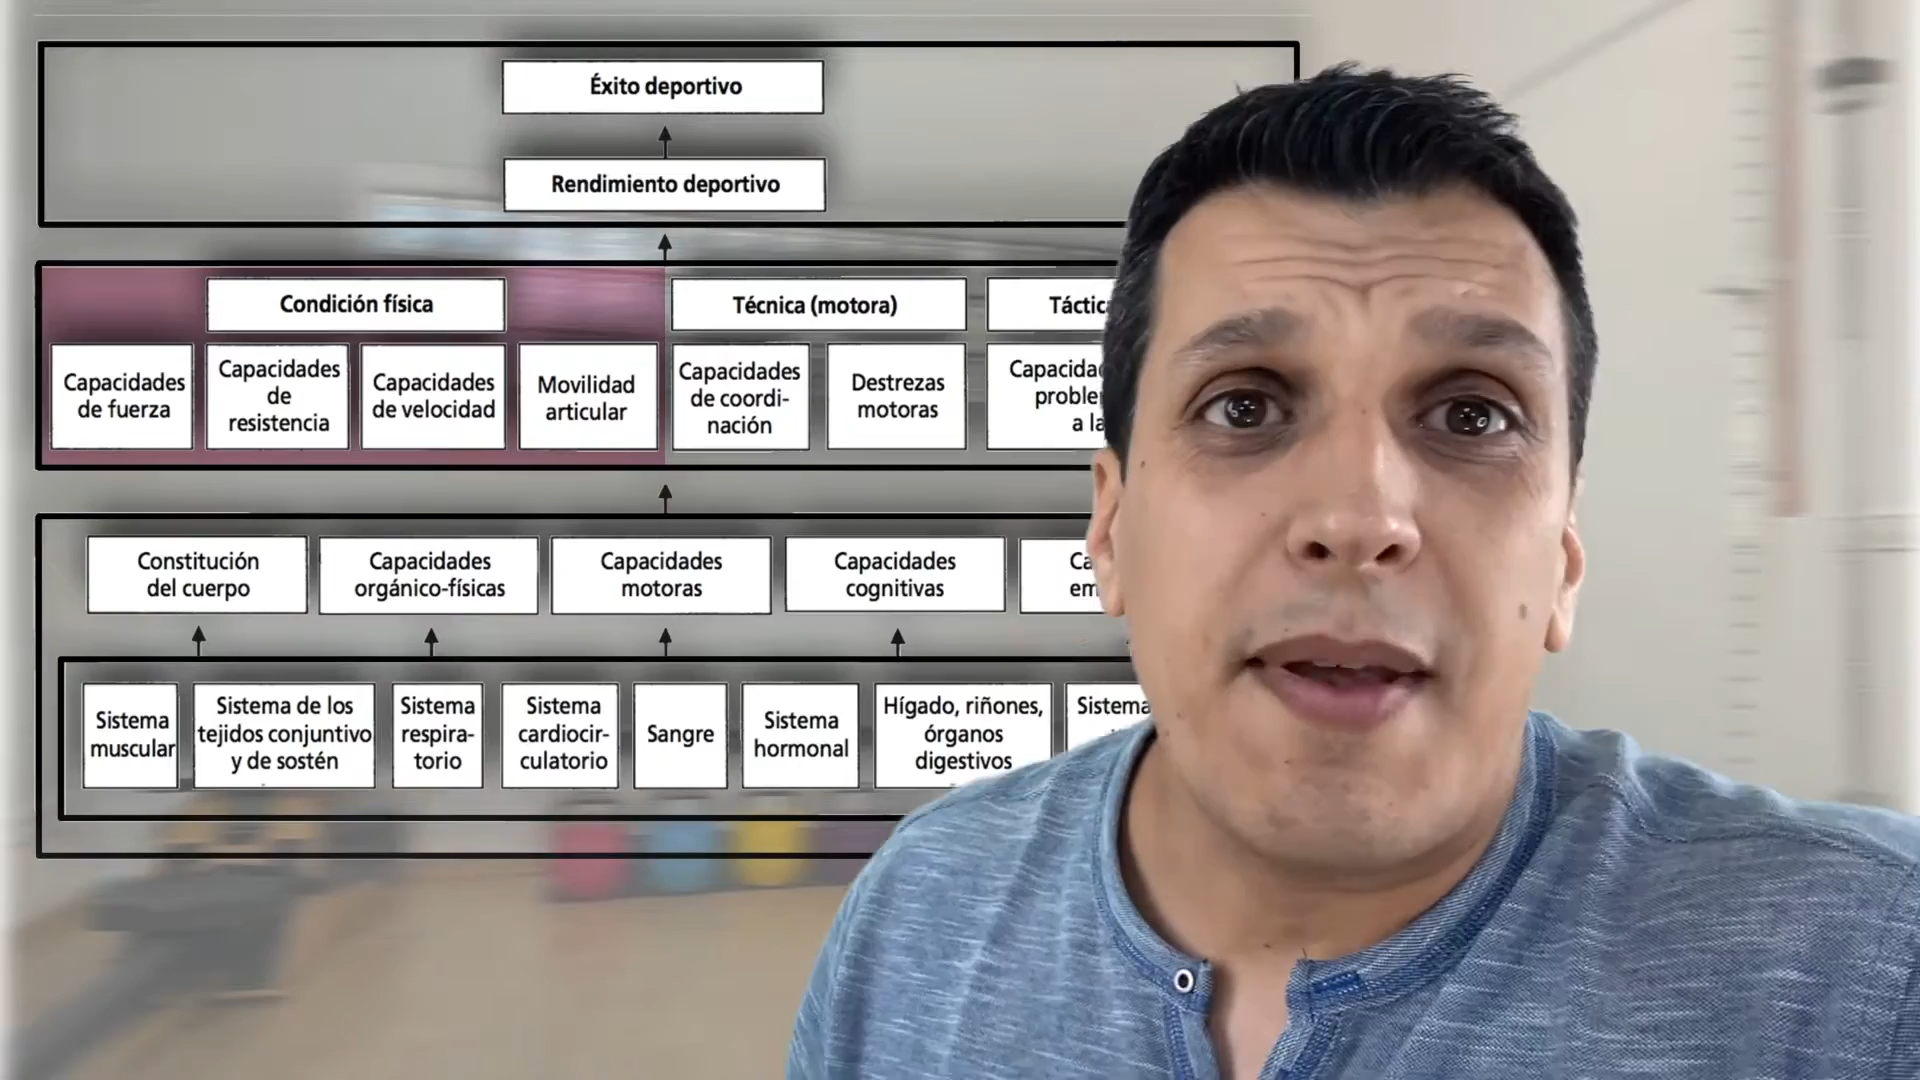 Éxito deportivo
Rendimiento deportivo
Condición física
Técnica (motora)
Capacidades
de fuerza
Capacidades
de
resistencia
Capacidades
de velocidad
Movilidad
articular
Capacidades
de coordi-
nación
Destrezas
motoras
a la
Constitución
del cuerpo
Capacidades
orgánico-físicas
Capacidades
motoras
Capacidades
cognitivas
Sistema
muscular
Sistema de los
tejidos conjuntivo
y de sostén
Sistema
respira-
torio
Sistema
cardiocir-
culatorio
Sangre
Sistema
hormonal
Hígado, riñones,
órganos
digestivos
Sistema